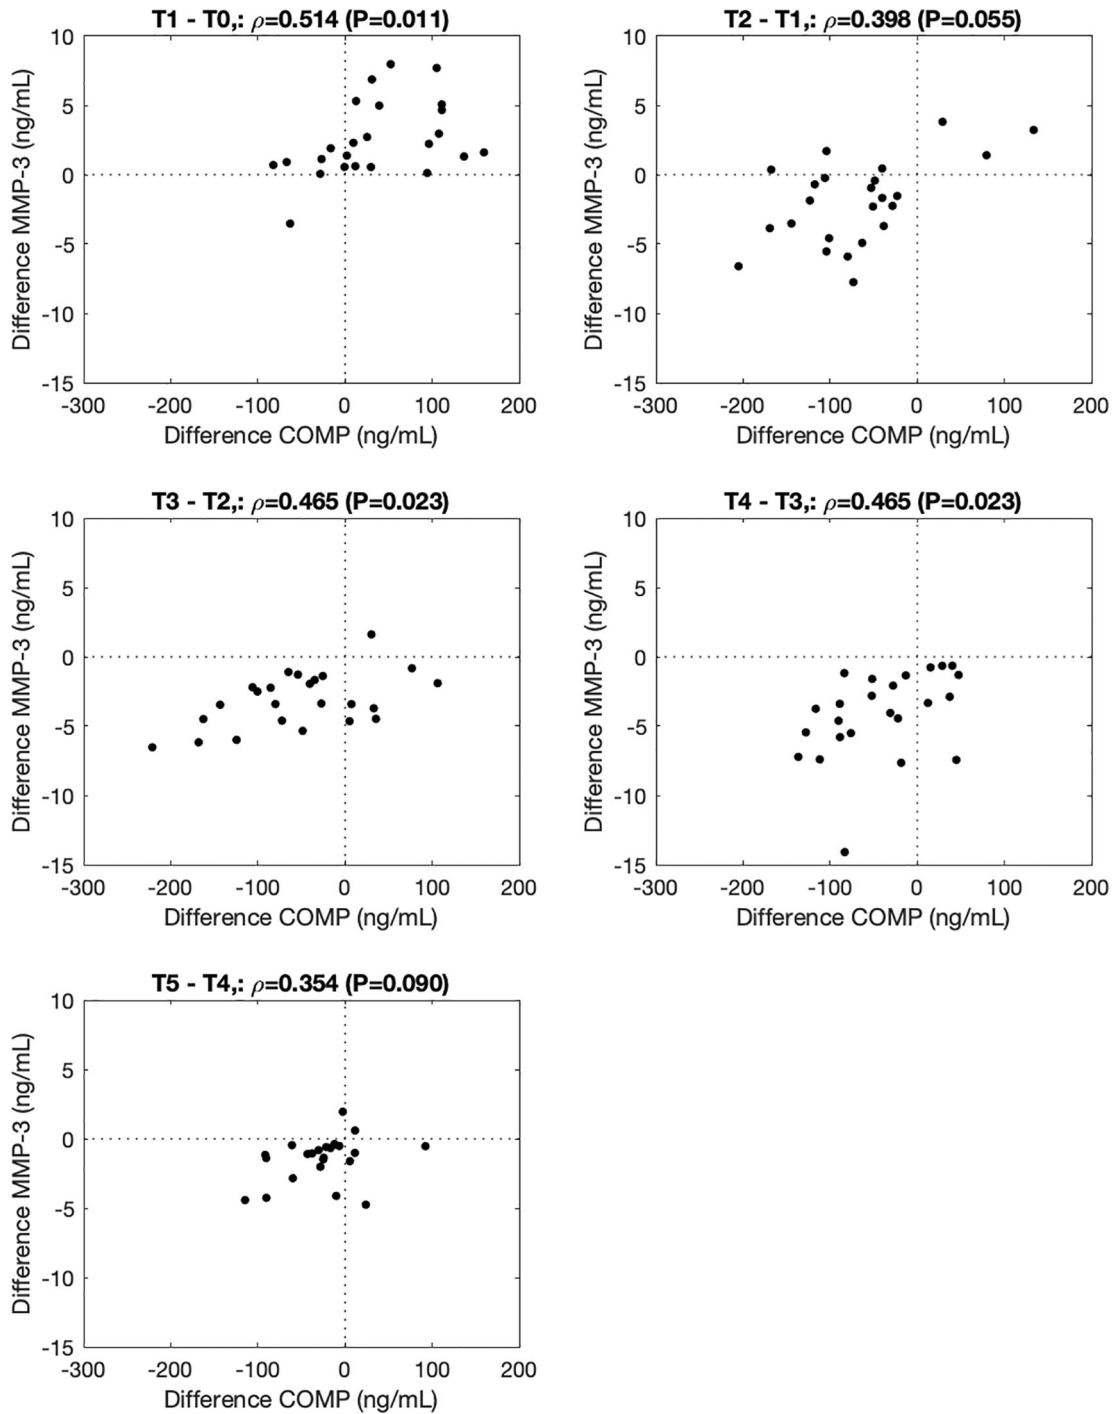 T1 - T0,: ρ=0.514 (P=0.011)
10
5
0
-5
-10
-15
Difference MMP-3 (ng/mL)
-300 -200 -100 0 100 200
Difference COMP (ng/mL)
T2 - T1,: ρ=0.398 (P=0.055)
10
5
0
-5
-10
-15
Difference MMP-3 (ng/mL)
-300 -200 -100 0 100 200
Difference COMP (ng/mL)
T3 - T2,: ρ=0.465 (P=0.023)
10
5
0
-5
-10
-15
Difference MMP-3 (ng/mL)
-300 -200 -100 0 100 200
Difference COMP (ng/mL)
T4 - T3,: ρ=0.465 (P=0.023)
10
5
0
-5
-10
-15
Difference MMP-3 (ng/mL)
-300 -200 -100 0 100 200
Difference COMP (ng/mL)
T5 - T4,: ρ=0.354 (P=0.090)
10
5
0
-5
-10
-15
Difference MMP-3 (ng/mL)
-300 -200 -100 0 100 200
Difference COMP (ng/mL)